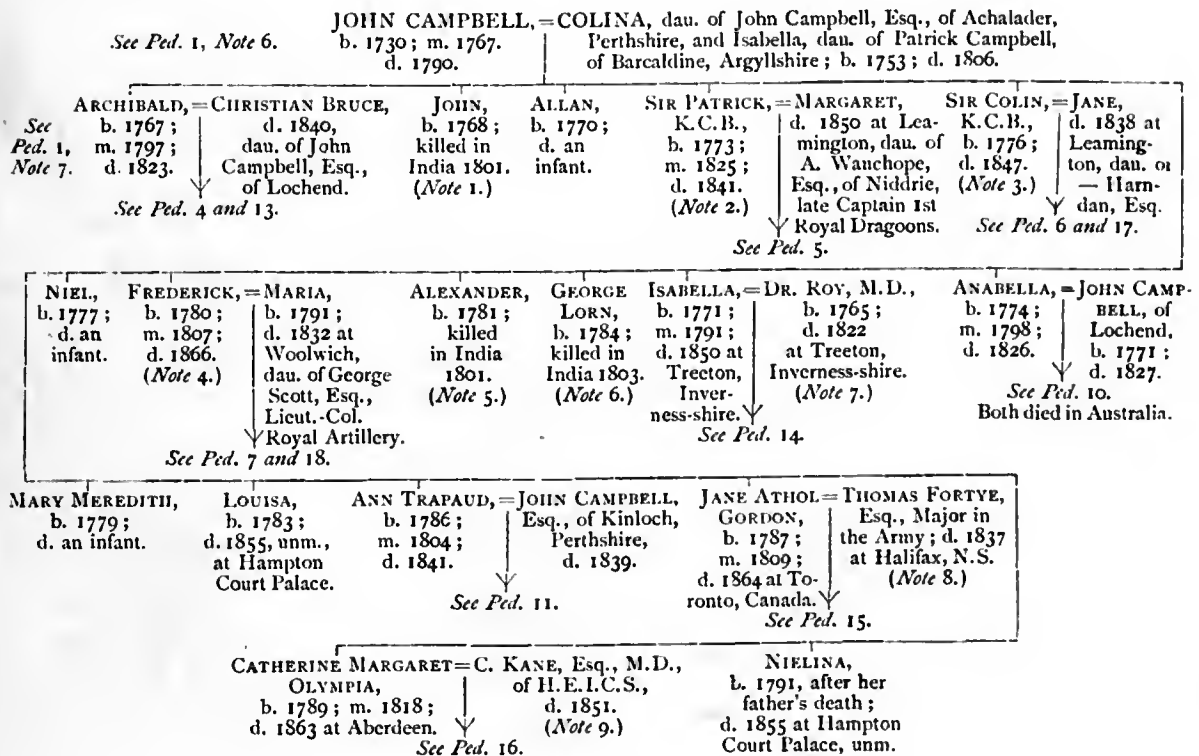 JOHN CAMPBELL, = COLINA, dau. of John Campbell, Esq., of Achalader,
See Ped. 1, Note 6.
b. 1730; m. 1767.
d. 1790.
Perthshire, and Isabella, dau. of Patrick Campbell,
of Barcaldine, Argyllshire; b. 1753; d. 1806.
See
Ped. 1,
Note 7.
ARCHIBALD, = CHRISTIAN BRUCE,
b. 1767;
m. 1797;
d. 1823.
d. 1840,
dau. of John
Campbell, Esq.,
of Lochend.
See Ped. 4 and 13.
JOHN,
b. 1768;
killed in
India 1801.
(Note 1.)
ALLAN,
b. 1770;
d. an
infant.
SIR PATRICK, = MARGARET,
K.C.B.,
b. 1773;
m. 1825;
d. 1841.
(Note 2.)
d. 1850 at Lea-
mington, dau. of
A. Wauchope,
Esq., of Niddrie,
late Captain 1st
Royal Dragoons.
See Ped. 5.
SIR COLIN, = JANE,
K.C.B.,
b. 1776;
d. 1847.
(Note 3.)
d. 1838 at
Leaming-
ton, dau. of
— Harn-
dan, Esq.
See Ped. 6 and 17.
NIEL,
b. 1777;
d. an
infant.
FREDERICK, = MARIA,
b. 1780;
m. 1807;
d. 1866.
(Note 4.)
b. 1791;
d. 1832 at
Woolwich,
dau. of George
Scott, Esq.,
Lieut.-Col.
Royal Artillery.
See Ped. 7 and 18.
ALEXANDER,
b. 1781;
killed
in India
1801.
(Note 5.)
GEORGE
LORN,
b. 1784;
killed in
India 1803.
(Note 6.)
ISABELLA, = DR. ROY, M.D.,
b. 1771;
m. 1791;
d. 1850 at
Treeton,
Inver-
ness-shire.
b. 1765;
d. 1822
at Treeton,
Inverness-shire.
(Note 7.)
See Ped. 14.
ANABELLA, = JOHN CAMP-
b. 1774;
m. 1798;
d. 1826.
BELL, of
Lochend,
b. 1771;
d. 1827.
See Ped. 10.
Both died in Australia.
MARY MEREDITH,
b. 1779;
d. an infant.
LOUISA,
b. 1783;
d. 1855, unm.,
at Hampton
Court Palace.
ANN TRAPAUD, = JOHN CAMPBELL,
b. 1786;
m. 1804;
d. 1841.
Esq., of Kinloch,
Perthshire,
d. 1839.
See Ped. 11.
JANE ATHOL = THOMAS FORTYE,
GORDON,
b. 1787;
m. 1809;
d. 1864 at To-
ronto, Canada.
Esq., Major in
the Army; d. 1837
at Halifax, N.S.
(Note 8.)
See Ped. 15.
CATHERINE MARGARET = C. KANE, Esq., M.D.,
OLYMPIA,
b. 1789; m. 1818;
d. 1863 at Aberdeen.
of H.E.I.C.S.,
d. 1851.
(Note 9.)
See Ped. 16.
NIELINA,
b. 1791, after her
father's death;
d. 1855 at Hampton
Court Palace, unm.